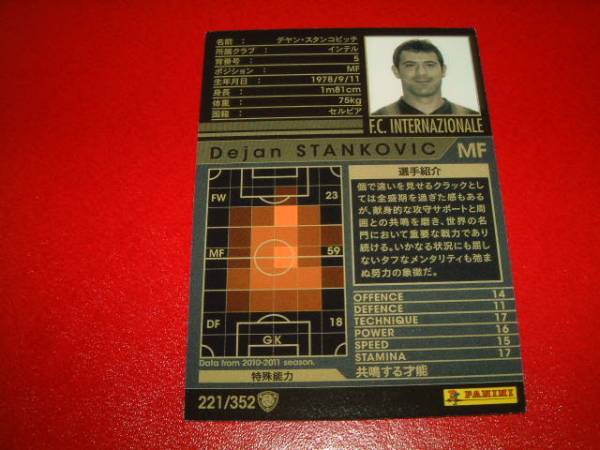 名前： デヤン・スタンコビッチ
所属クラブ： インテル
背番号： 5
ポジション： MF
生年月日： 1978/9/11
身長： 1m81cm
体重： 75kg
国籍： セルビア
F.C. INTERNAZIONALE
Dejan STANKOVIC MF
FW 23
MF 59
DF 18
GK
Data from 2010-2011 season.
選手紹介
個で違いを見せるクラックとし
ては全盛期を過ぎた感もある
が、献身的な攻守サポートと周
囲との共鳴を磨き、世界の名
門において重要な戦力であり
続ける。いかなる状況にも屈し
ないタフなメンタリティも弛まぬ
努力の象徴だ。
OFFENCE 14
DEFENCE 11
TECHNIQUE 17
POWER 16
SPEED 15
STAMINA 17
特殊能力 共鳴する才能
221/352
PANINI